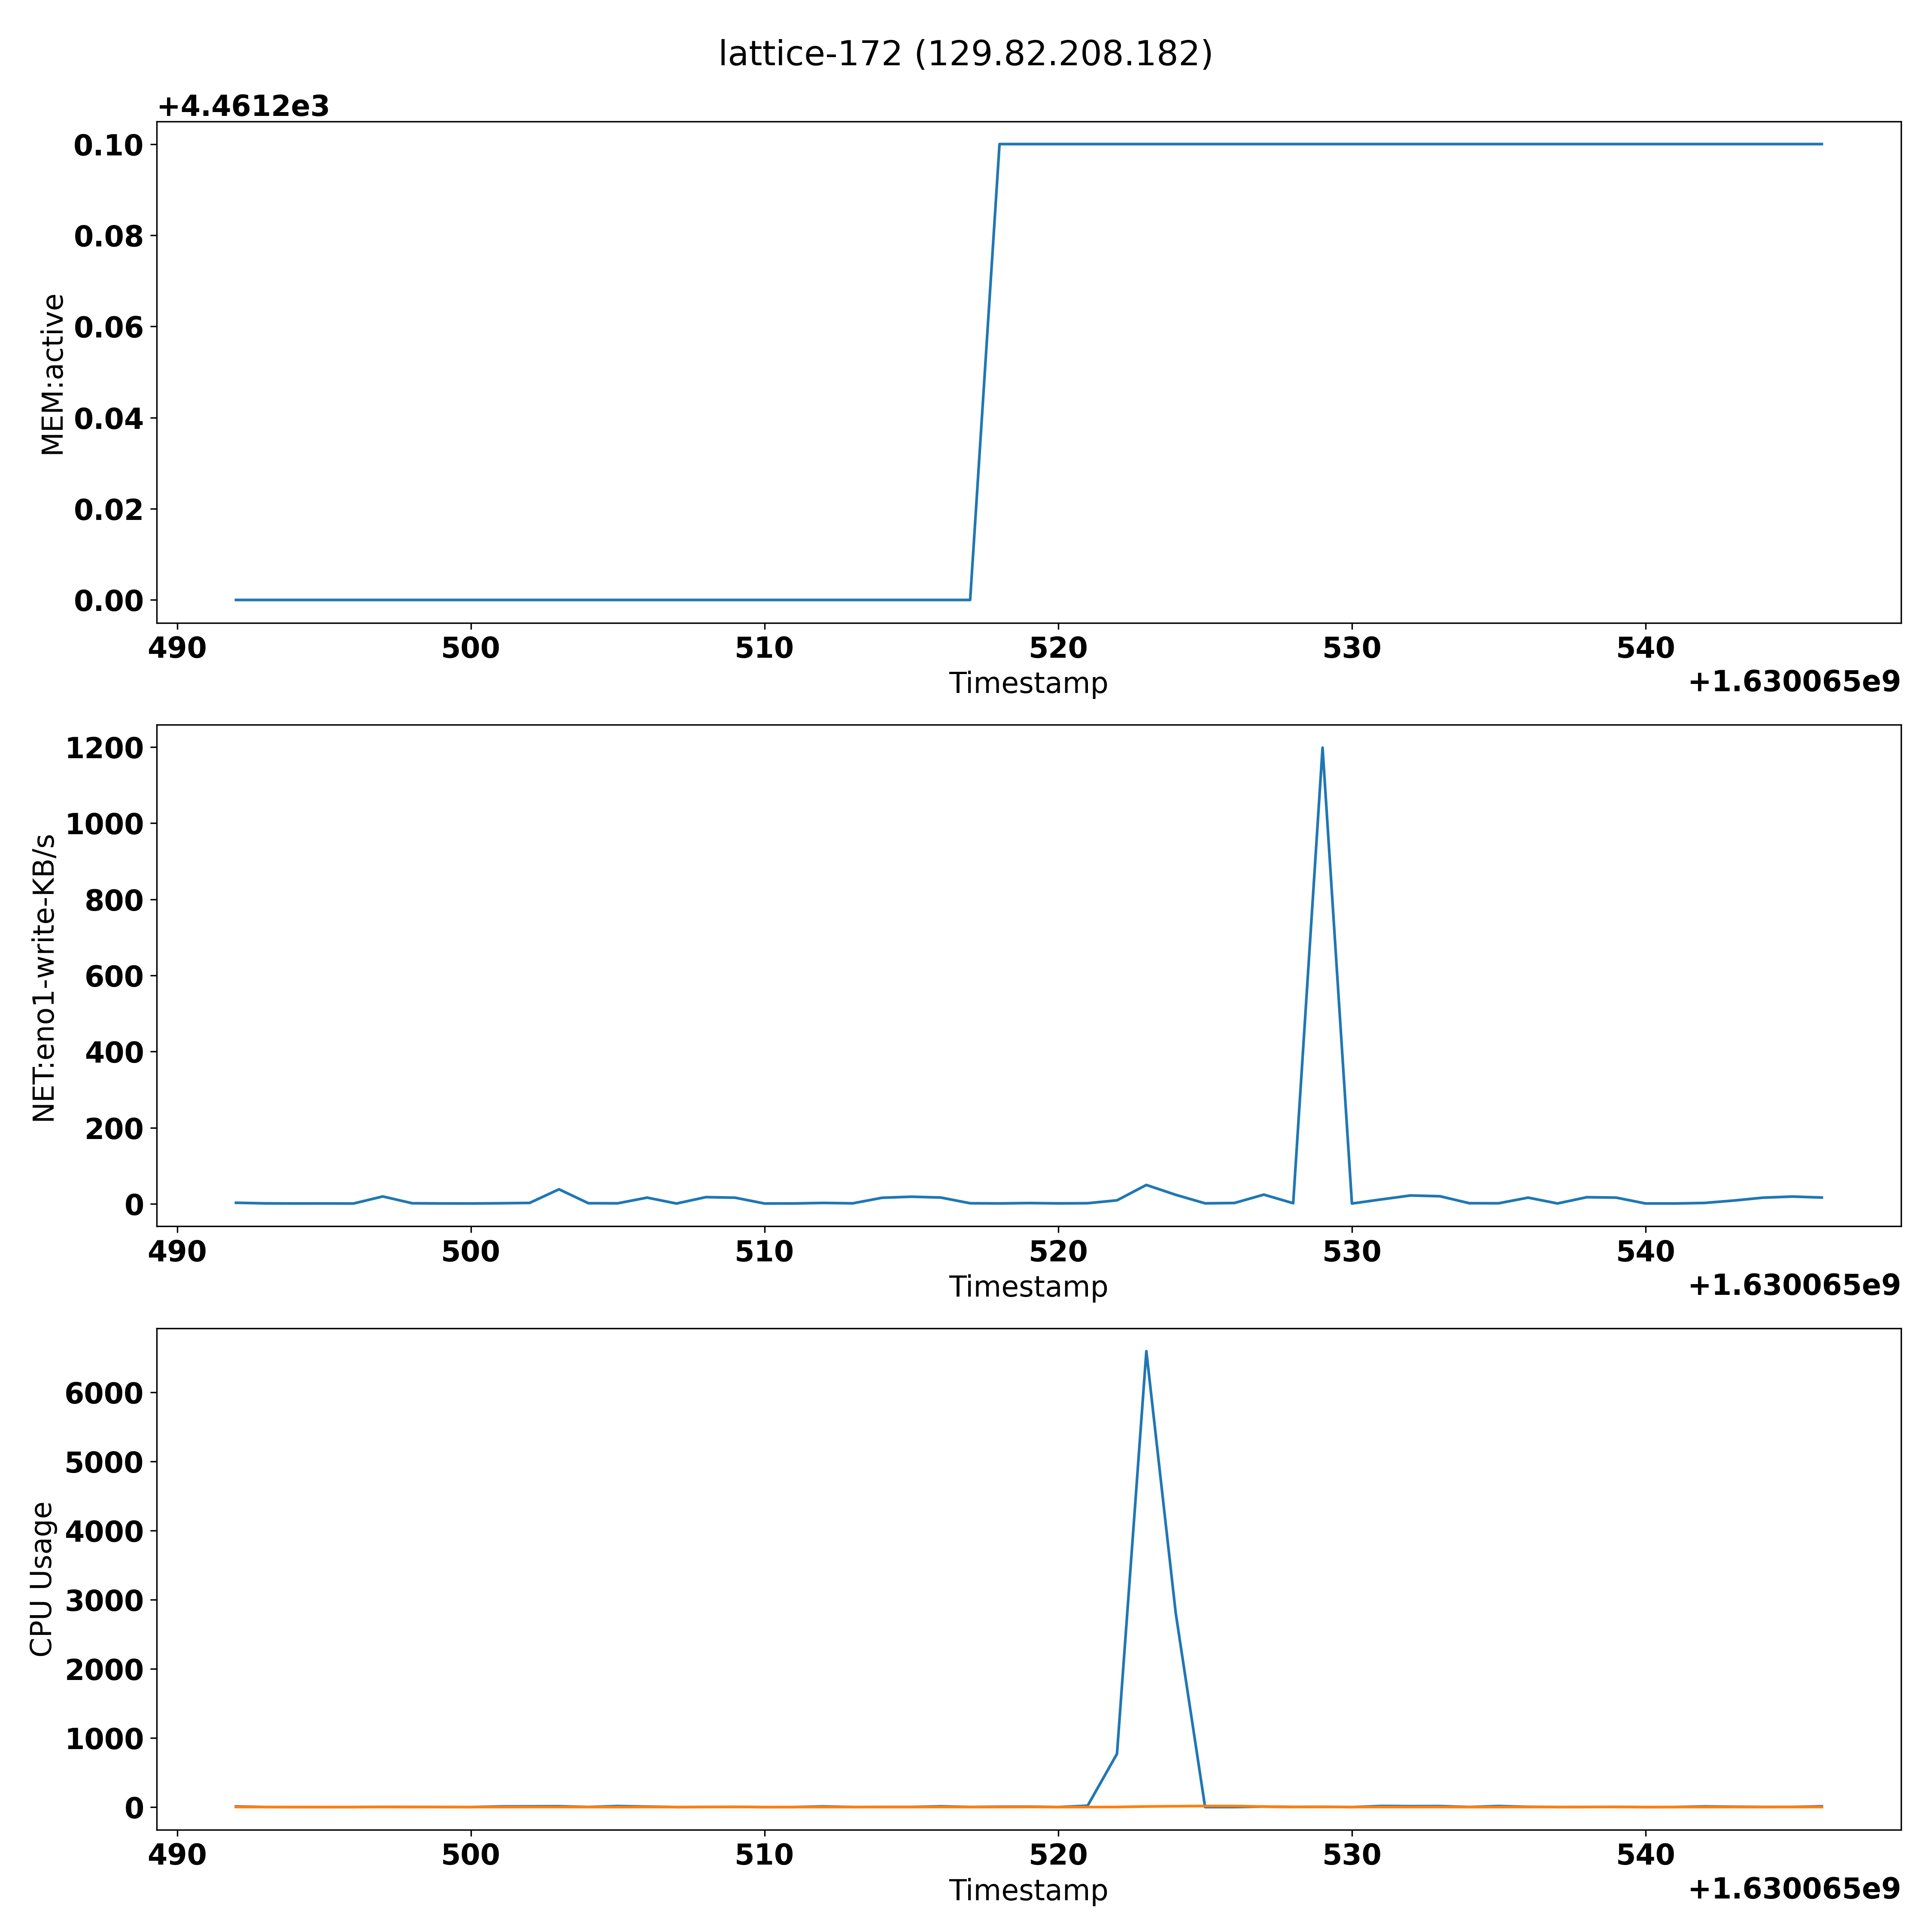 lattice-172 (129.82.208.182)
+4.4612e3
0.10
0.08
0.06
0.04
0.02
0.00
MEM:active
490 500 510 520 530 540
Timestamp
+1.630065e9
1200
1000
800
600
400
200
0
NET:eno1-write-KB/s
490 500 510 520 530 540
Timestamp
+1.630065e9
6000
5000
4000
3000
2000
1000
0
CPU Usage
490 500 510 520 530 540
Timestamp
+1.630065e9